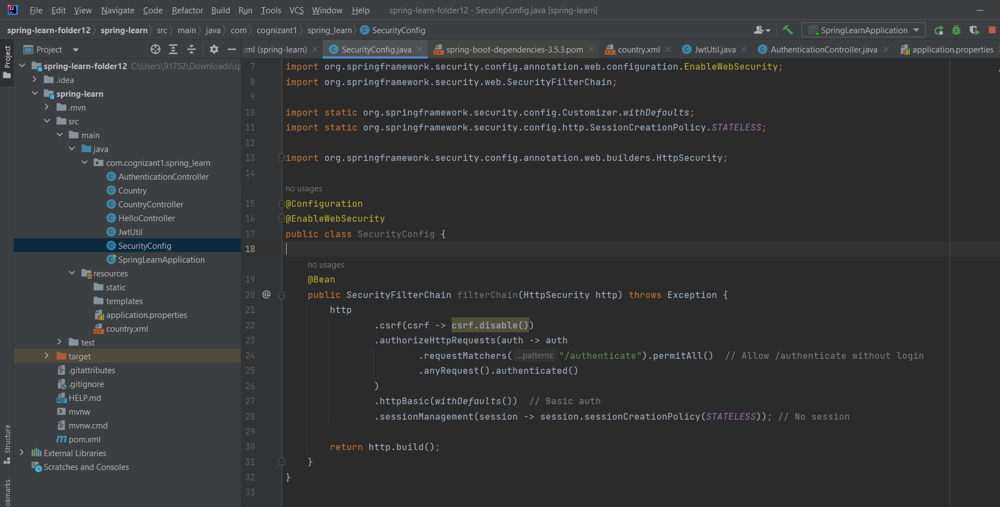 File Edit View Navigate Code Refactor Build Run Tools VCS Window Help spring-learn-folder12 - SecurityConfig.java [spring-learn]
spring-learn-folder12 spring-learn src main java com cognizant1 spring_learn SecurityConfig SpringLearnApplication
Project
xml (spring-learn) SecurityConfig.java spring-boot-dependencies-3.5.3.pom country.xml JwtUtil.java AuthenticationController.java application.properties
Project
Structure
okmarks
spring-learn-folder12 C:\Users\91752\Downloads\sp
.idea
spring-learn
.mvn
src
main
java
com.cognizant1.spring_learn
AuthenticationController
Country
CountryController
HelloController
JwtUtil
SecurityConfig
SpringLearnApplication
resources
static
templates
application.properties
country.xml
test
target
.gitattributes
.gitignore
HELP.md
mvnw
mvnw.cmd
pom.xml
External Libraries
Scratches and Consoles
7 import org.springframework.security.config.annotation.web.configuration.EnableWebSecurity;
8 import org.springframework.security.web.SecurityFilterChain;
9
10 import static org.springframework.security.config.Customizer.withDefaults;
11 import static org.springframework.security.config.http.SessionCreationPolicy.STATELESS;
12
13 import org.springframework.security.config.annotation.web.builders.HttpSecurity;
14
no usages
15 @Configuration
16 @EnableWebSecurity
17 public class SecurityConfig {
18
no usages
19 @Bean
20 @ public SecurityFilterChain filterChain(HttpSecurity http) throws Exception {
21 http
22 .csrf(csrf -> csrf.disable())
23 .authorizeHttpRequests(auth -> auth
24 .requestMatchers( ...patterns: "/authenticate").permitAll() // Allow /authenticate without login
25 .anyRequest().authenticated()
26 )
27 .httpBasic(withDefaults()) // Basic auth
28 .sessionManagement(session -> session.sessionCreationPolicy(STATELESS)); // No session
29
30 return http.build();
31 }
32 }
33